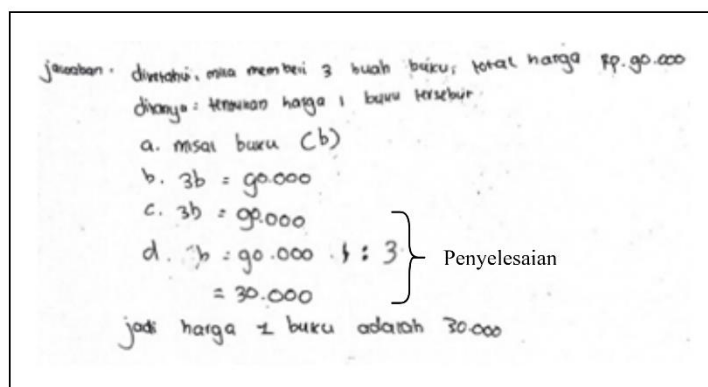 jawaban. diketahui: mita membeli 3 buah buku, total harga Rp. 90.000
ditanya: tentukan harga 1 buku tersebut
a. misal buku (b)
b. 3b = 90.000
c. 3b = 90.000
d. b = 90.000 : 3
= 30.000
Penyelesaian
jadi harga 1 buku adalah 30.000